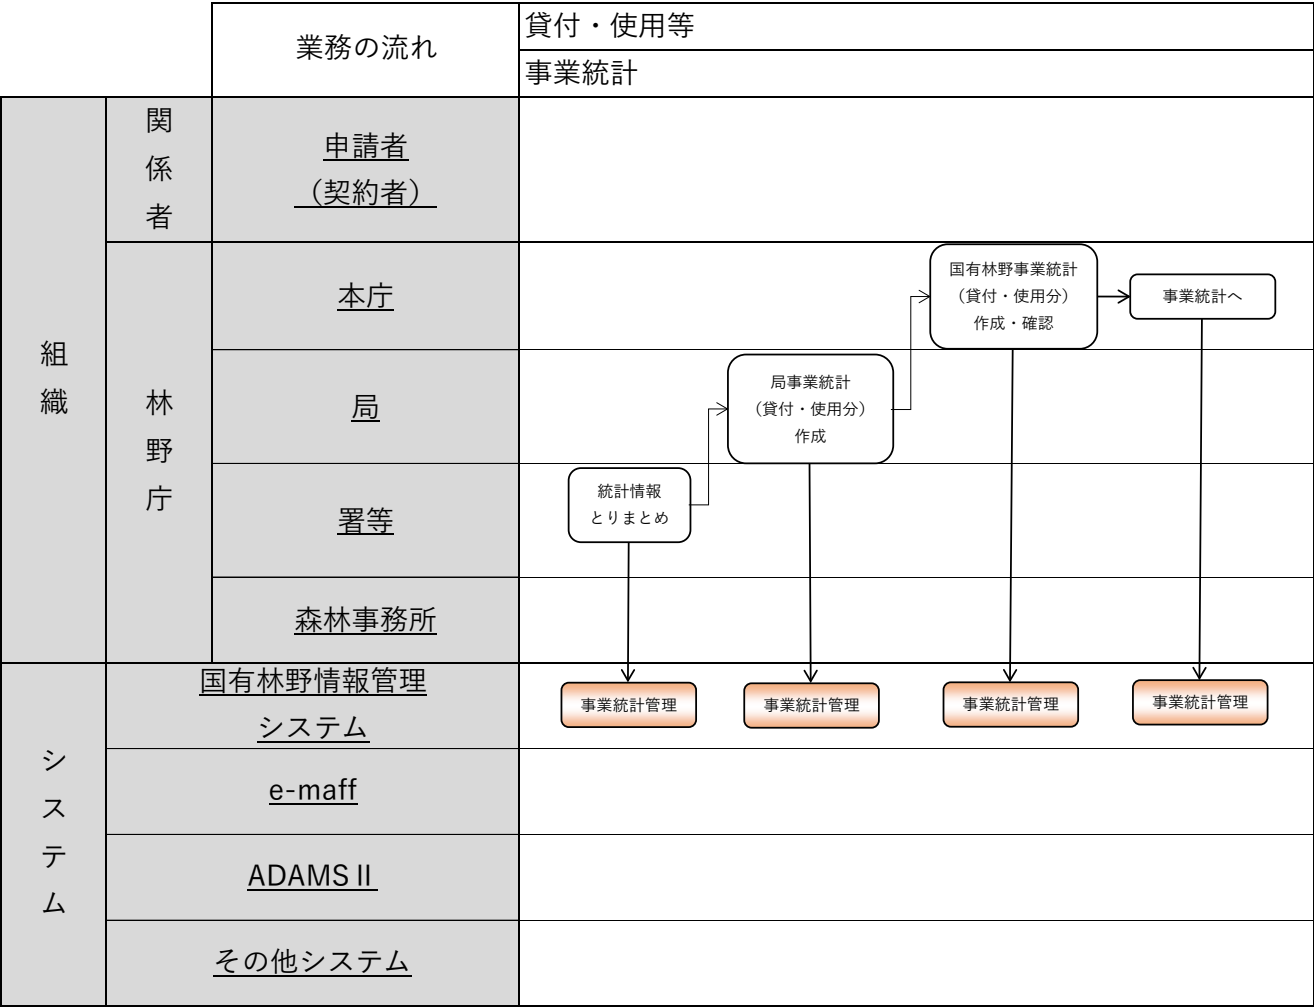 業務の流れ
貸付・使用等
事業統計
組織
関係者
申請者
（契約者）
林野庁
本庁
国有林野事業統計
（貸付・使用分）
作成・確認
事業統計へ
局
局事業統計
（貸付・使用分）
作成
署等
統計情報
とりまとめ
森林事務所
システム
国有林野情報管理
システム
事業統計管理
事業統計管理
事業統計管理
事業統計管理
e-maff
ADAMSⅡ
その他システム